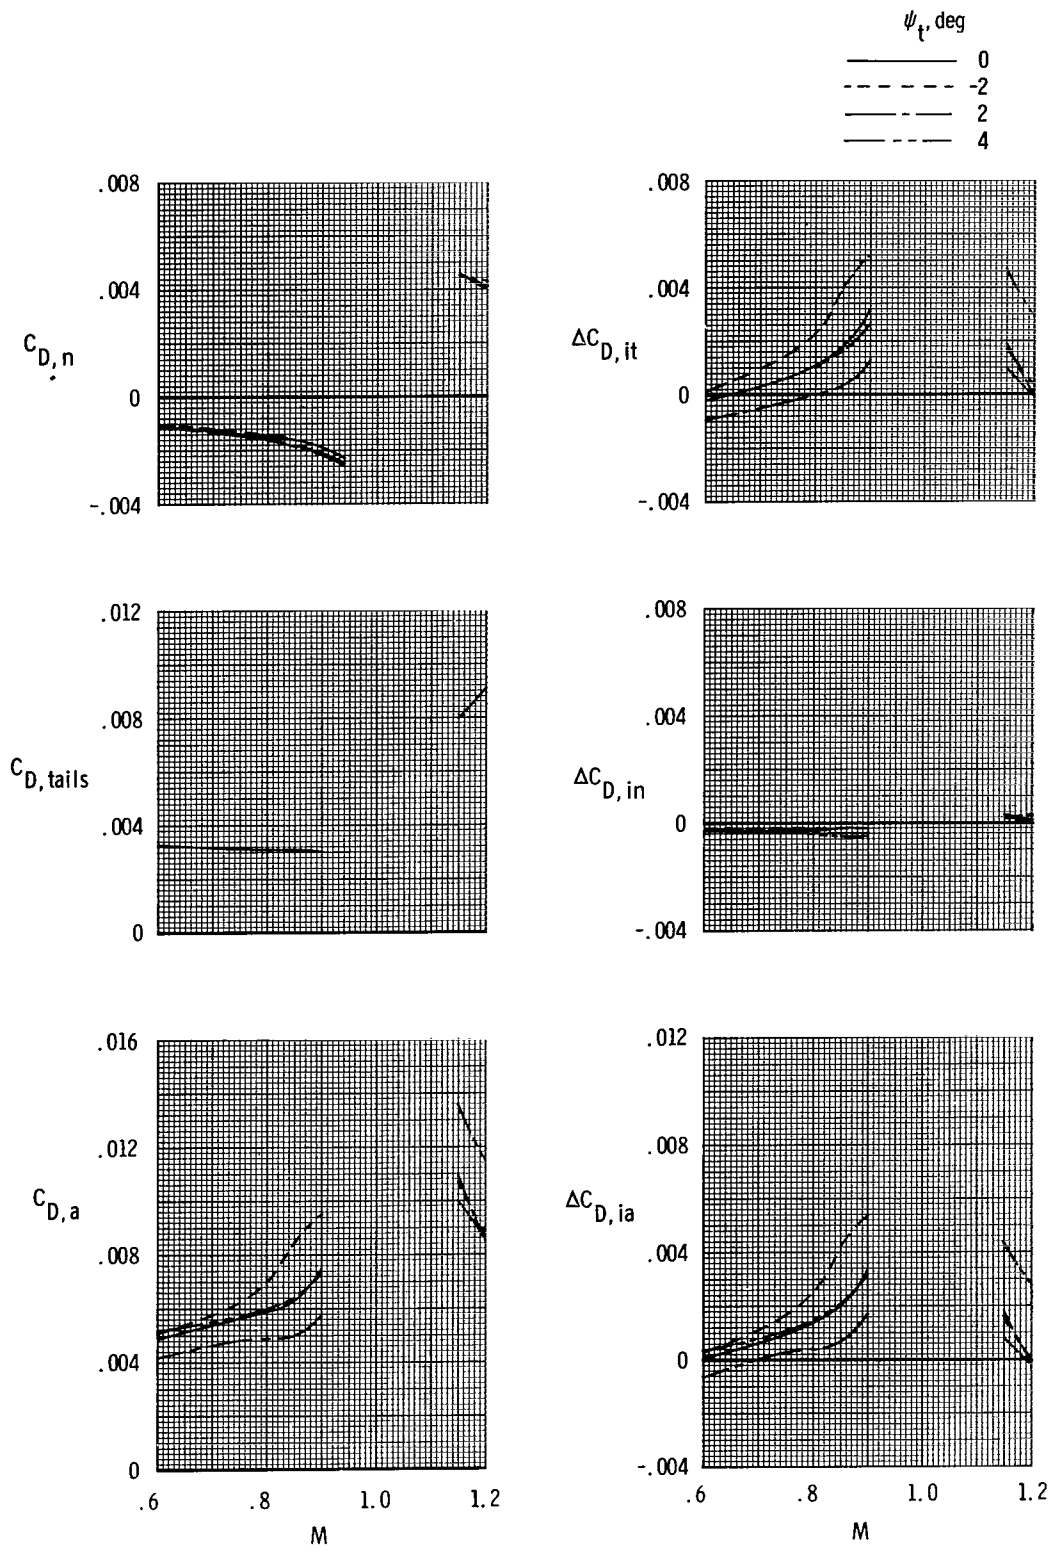 ψt, deg
0
-2
2
4
.008
.004
CD, n
0
-.004
.008
.004
ΔCD, it
0
-.004
.012
.008
CD, tails
.004
0
.008
.004
ΔCD, in
0
-.004
.016
.012
CD, a
.008
.004
0
.6 .8 1.0 1.2
M
.012
.008
ΔCD, ia
.004
0
-.004
.6 .8 1.0 1.2
M